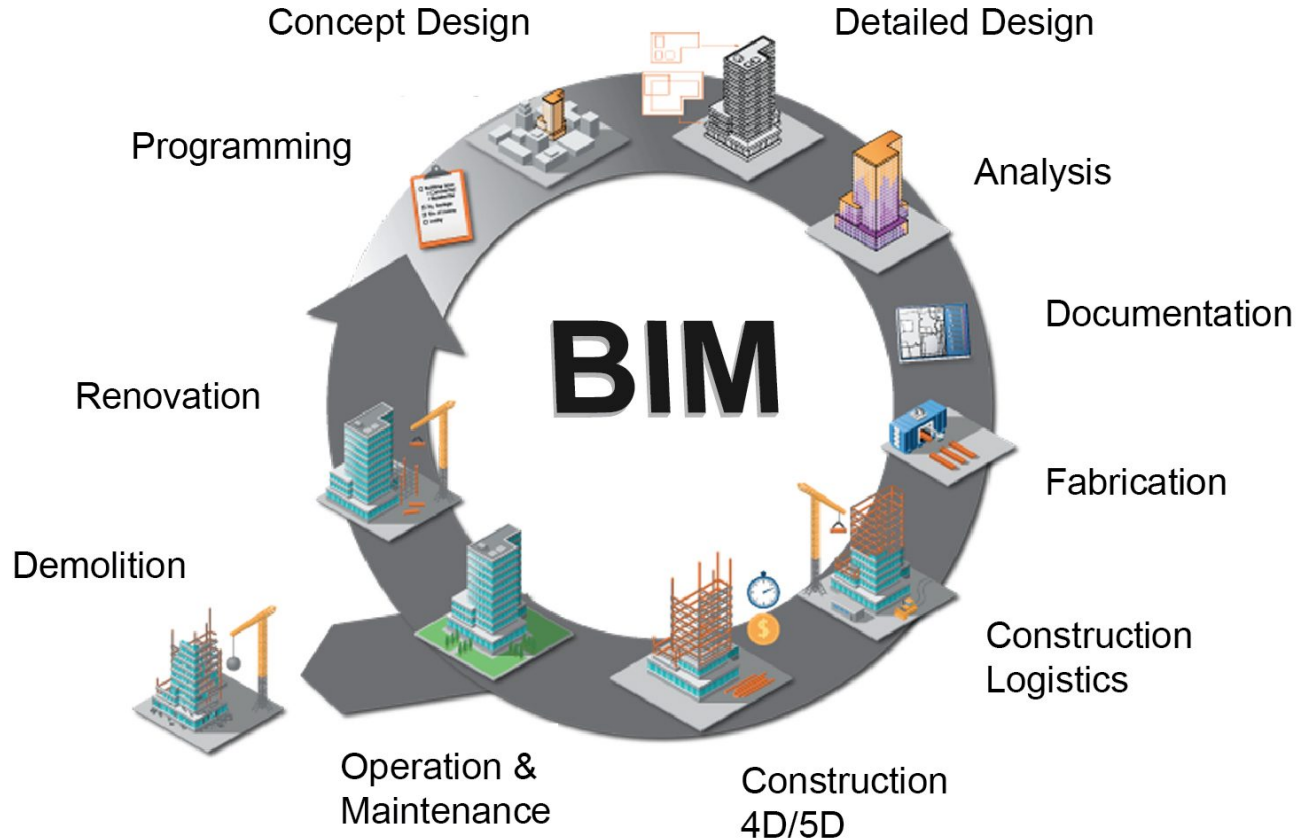 Concept Design
Detailed Design
Programming
Analysis
Documentation
BIM
Renovation
Fabrication
Demolition
Construction
Logistics
$
Operation &
Maintenance
Construction
4D/5D